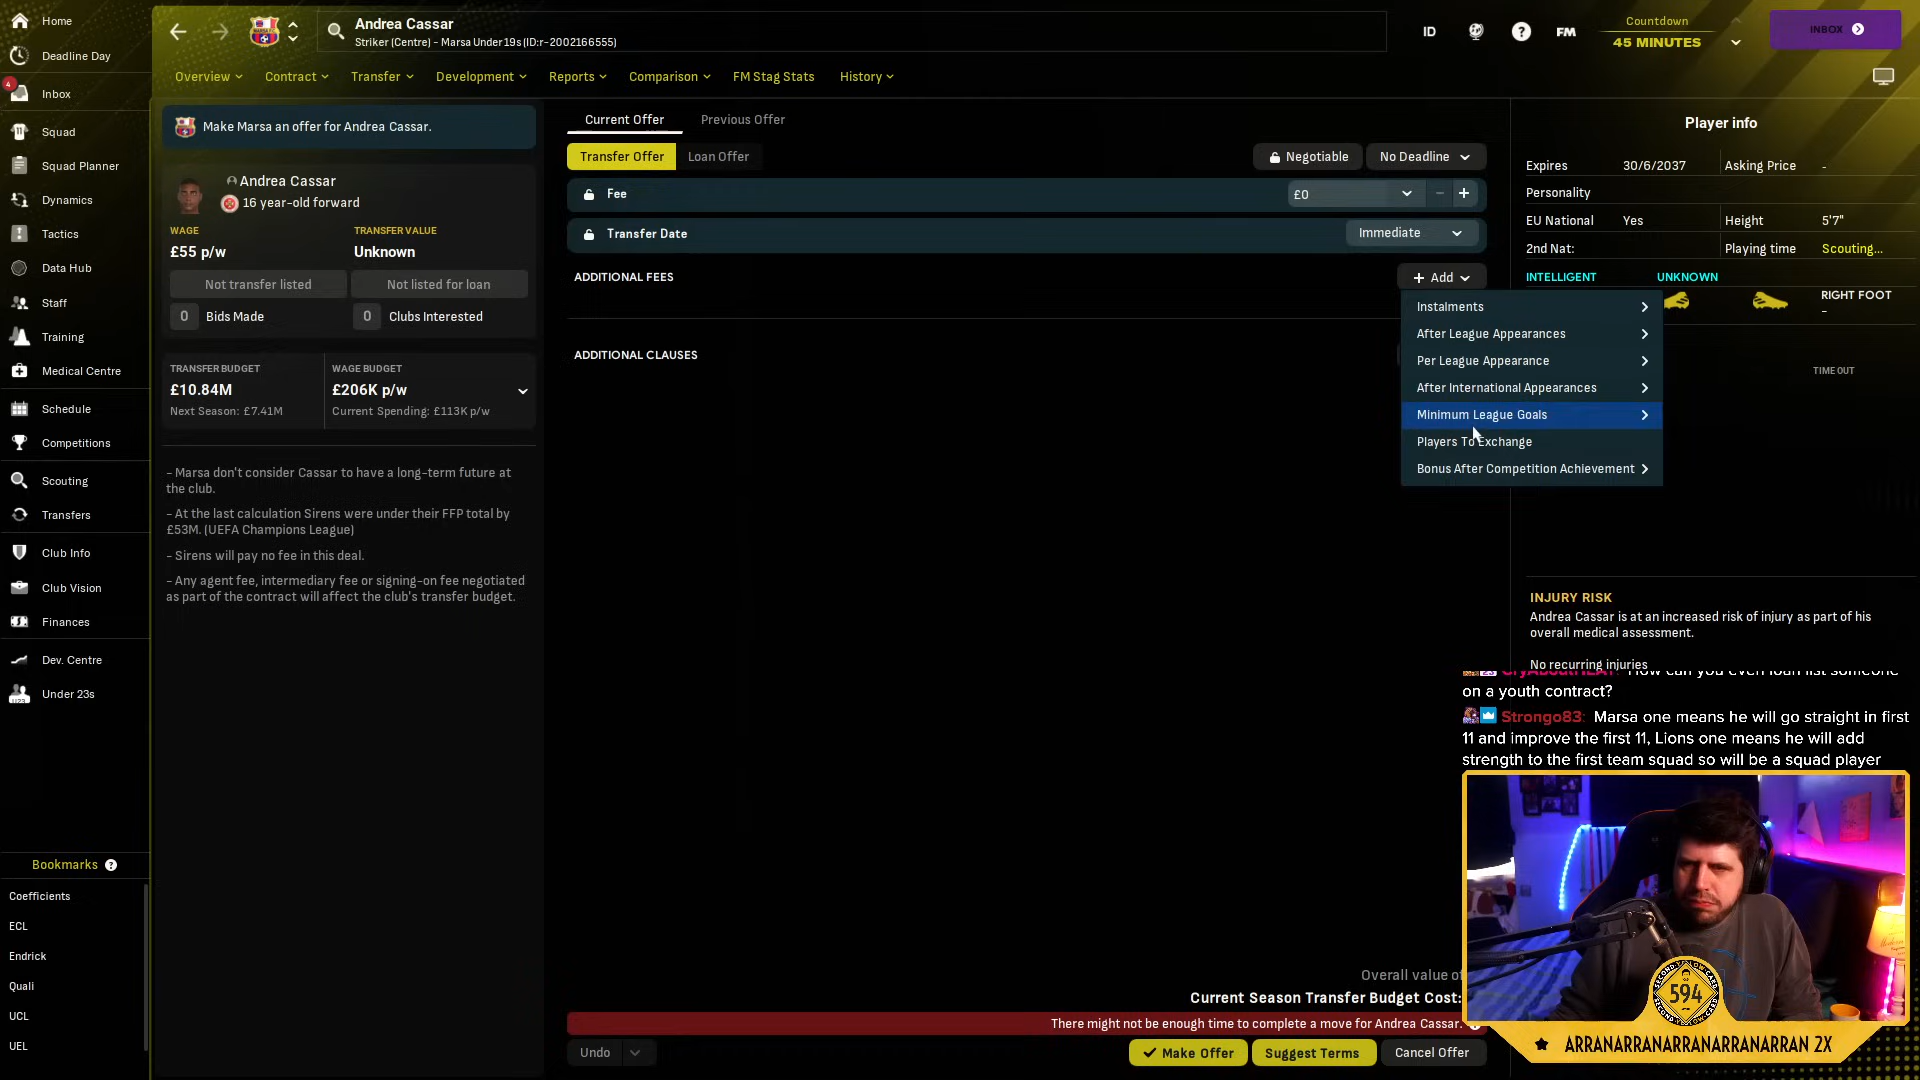 Home
Deadline Day
4
Inbox
Squad
Squad Planner
Dynamics
Tactics
Data Hub
Staff
Training
Medical Centre
Schedule
Competitions
Scouting
Transfers
Club Info
Club Vision
Finances
Dev. Centre
Under 23s
Bookmarks ?
Coefficients
ECL
Endrick
Quali
UCL
UEL
Andrea Cassar
Striker (Centre) - Marsa Under 19s (ID:r-2002166555)
ID
?
FM
Countdown
45 MINUTES
INBOX
Overview
Contract
Transfer
Development
Reports
Comparison
FM Stag Stats
History
Make Marsa an offer for Andrea Cassar.
Andrea Cassar
16 year-old forward
WAGE
£55 p/w
TRANSFER VALUE
Unknown
Not transfer listed
Not listed for loan
0 Bids Made
0 Clubs Interested
TRANSFER BUDGET
£10.84M
Next Season: £7.41M
WAGE BUDGET
£206K p/w
Current Spending: £113K p/w
- Marsa don't consider Cassar to have a long-term future at
the club.
- At the last calculation Sirens were under their FFP total by
£53M. (UEFA Champions League)
- Sirens will pay no fee in this deal.
- Any agent fee, intermediary fee or signing-on fee negotiated
as part of the contract will affect the club's transfer budget.
Current Offer
Previous Offer
Transfer Offer
Loan Offer
Negotiable
No Deadline
Fee
£0
Transfer Date
Immediate
ADDITIONAL FEES
+ Add
Instalments
After League Appearances
Per League Appearance
After International Appearances
Minimum League Goals
Players To Exchange
Bonus After Competition Achievement
ADDITIONAL CLAUSES
Overall value of
Current Season Transfer Budget Cost:
There might not be enough time to complete a move for Andrea Cassar.
Undo
Make Offer
Suggest Terms
Cancel Offer
Player info
Expires 30/6/2037
Asking Price -
Personality
EU National Yes
Height 5'7"
2nd Nat:
Playing time Scouting...
INTELLIGENT
UNKNOWN
RIGHT FOOT
-
TIME OUT
INJURY RISK
Andrea Cassar is at an increased risk of injury as part of his
overall medical assessment.
No recurring injuries
How can you even loan list someone
on a youth contract?
Strongo83: Marsa one means he will go straight in first
11 and improve the first 11, Lions one means he will add
strength to the first team squad so will be a squad player
594
ARRANARRANARRANARRANARRAN 2X